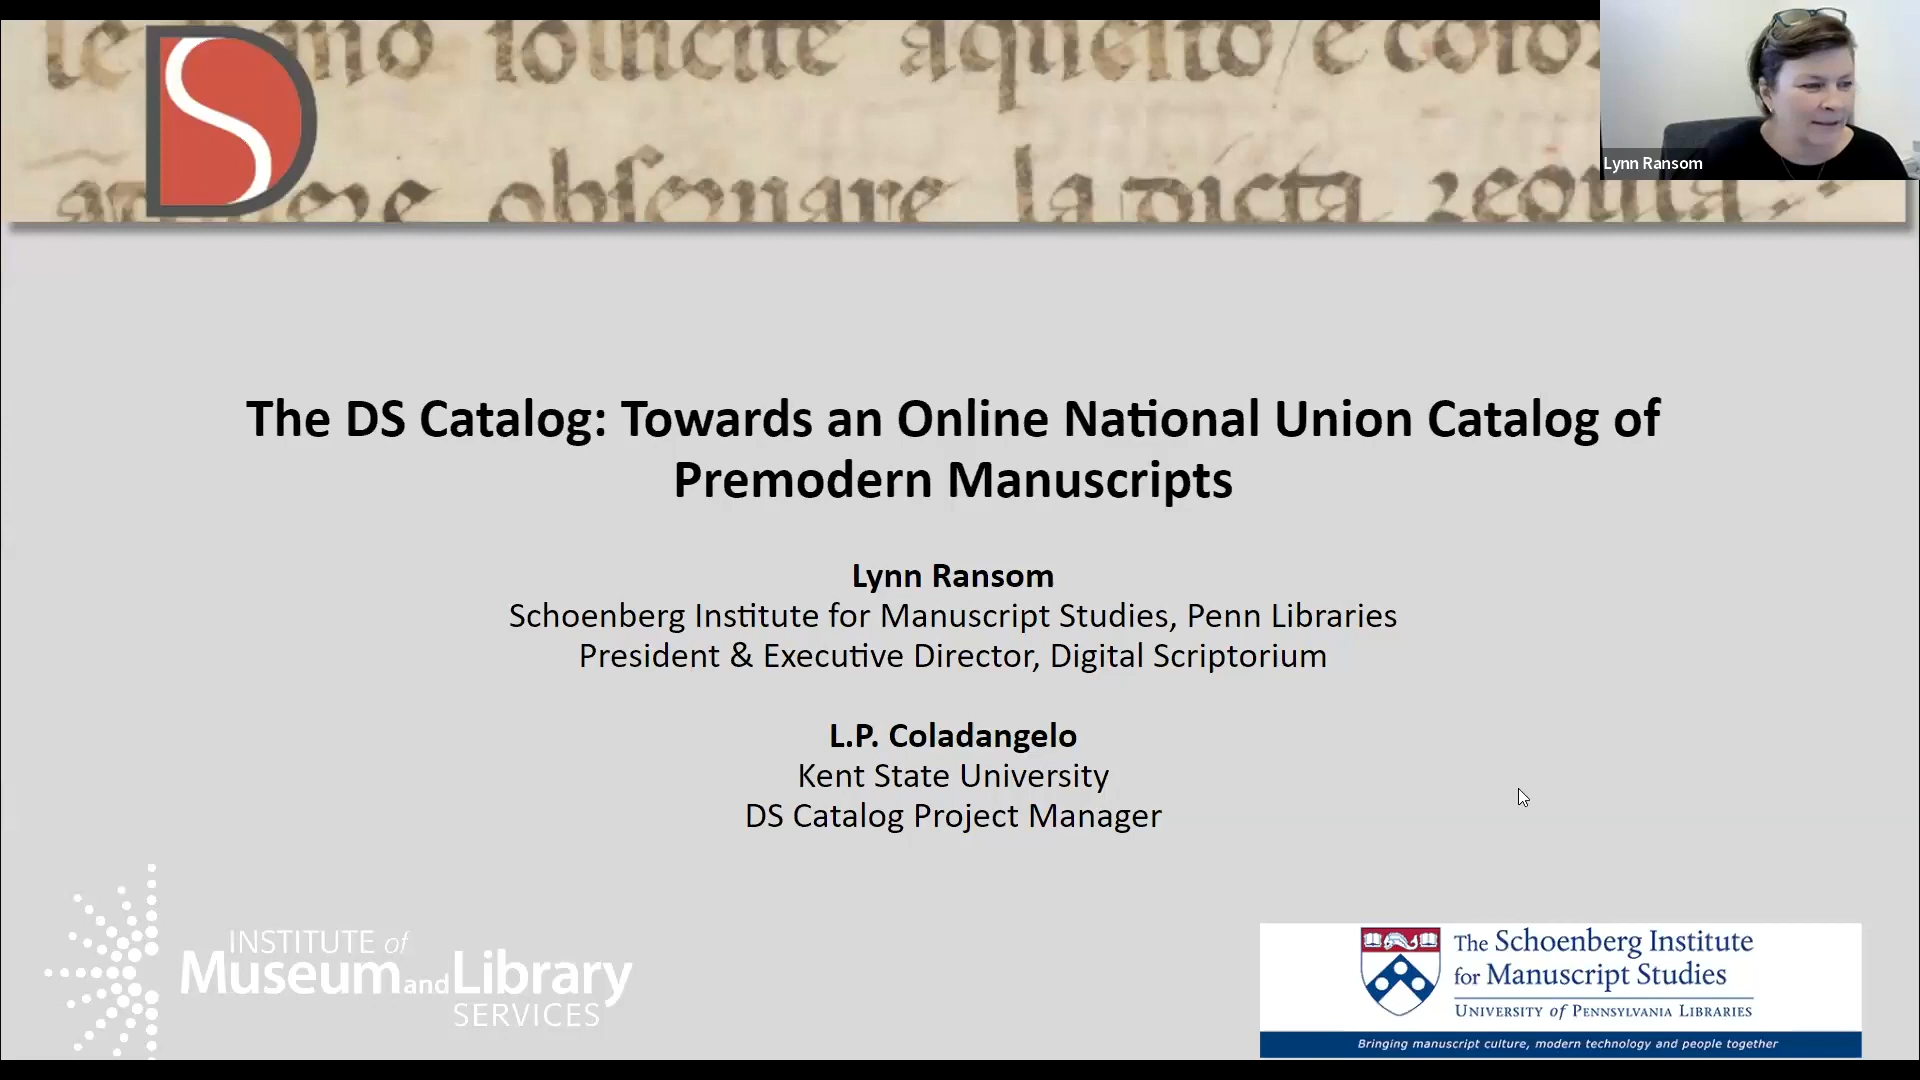 DS
Lynn Ransom
The DS Catalog: Towards an Online National Union Catalog of
Premodern Manuscripts
Lynn Ransom
Schoenberg Institute for Manuscript Studies, Penn Libraries
President & Executive Director, Digital Scriptorium
L.P. Coladangelo
Kent State University
DS Catalog Project Manager
INSTITUTE of
Museum and Library
SERVICES
The Schoenberg Institute
for Manuscript Studies
UNIVERSITY of PENNSYLVANIA LIBRARIES
Bringing manuscript culture, modern technology and people together